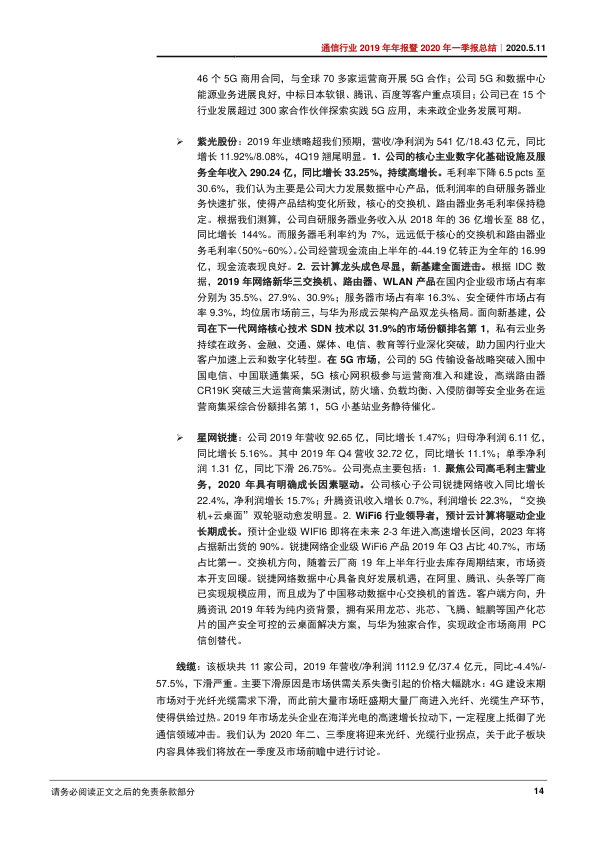 通信行业 2019 年年报暨 2020 年一季报总结｜2020.5.11
46 个 5G 商用合同，与全球 70 多家运营商开展 5G 合作；公司 5G 和数据中心
能源业务进展良好，中标日本软银、腾讯、百度等客户重点项目；公司已在 15 个
行业发展超过 300 家合作伙伴探索实践 5G 应用，未来政企业务发展可期。
➢ 紫光股份：2019 年业绩略超我们预期，营收/净利润为 541 亿/18.43 亿元，同比
增长 11.92%/8.08%，4Q19 翘尾明显。1. 公司的核心主业数字化基础设施及服
务全年收入 290.24 亿，同比增长 33.25%，持续高增长。毛利率下降 6.5 pcts 至
30.6%，我们认为主要是公司大力发展数据中心产品，低利润率的自研服务器业
务快速扩张，使得产品结构变化所致，核心的交换机、路由器业务毛利率保持稳
定。根据我们测算，公司自研服务器业务收入从 2018 年的 36 亿增长至 88 亿，
同比增长 144%。而服务器毛利率约为 7%，远远低于核心的交换机和路由器业
务毛利率（50%~60%）。公司经营现金流由上半年的-44.19 亿转正为全年的 16.99
亿，现金流表现良好。2. 云计算龙头成色尽显，新基建全面进击。根据 IDC 数
据，2019 年网络新华三交换机、路由器、WLAN 产品在国内企业级市场占有率
分别为 35.5%、27.9%、30.9%；服务器市场占有率 16.3%、安全硬件市场占有
率 9.3%，均位居市场前三，与华为形成云架构产品双龙头格局。面向新基建，公
司在下一代网络核心技术 SDN 技术以 31.9%的市场份额排名第 1，私有云业务
持续在政务、金融、交通、媒体、电信、教育等行业深化突破，助力国内行业大
客户加速上云和数字化转型。在 5G 市场，公司的 5G 传输设备战略突破入围中
国电信、中国联通集采，5G 核心网积极参与运营商准入和建设，高端路由器
CR19K 突破三大运营商集采测试，防火墙、负载均衡、入侵防御等安全业务在运
营商集采综合份额排名第 1，5G 小基站业务静待催化。
➢ 星网锐捷：公司 2019 年营收 92.65 亿，同比增长 1.47%；归母净利润 6.11 亿，
同比增长 5.16%。其中 2019 年 Q4 营收 32.72 亿，同比增长 11.1%；单季净利
润 1.31 亿，同比下滑 26.75%。公司亮点主要包括：1. 聚焦公司高毛利主营业
务，2020 年具有明确成长因素驱动。公司核心子公司锐捷网络收入同比增长
22.4%，净利润增长 15.7%；升腾资讯收入增长 0.7%，利润增长 22.3%，“交换
机+云桌面”双轮驱动愈发明显。2. WiFi6 行业领导者，预计云计算将驱动企业
长期成长。预计企业级 WIFI6 即将在未来 2-3 年进入高速增长区间，2023 年将
占据新出货的 90%。锐捷网络企业级 WiFi6 产品 2019 年 Q3 占比 40.7%，市场
占比第一。交换机方向，随着云厂商 19 年上半年行业去库存周期结束，市场资
本开支回暖。锐捷网络数据中心具备良好发展机遇，在阿里、腾讯、头条等厂商
已实现规模应用，而且成为了中国移动数据中心交换机的首选。客户端方向，升
腾资讯 2019 年转为纯内资背景，拥有采用龙芯、兆芯、飞腾、鲲鹏等国产化芯
片的国产安全可控的云桌面解决方案，与华为独家合作，实现政企市场商用 PC
信创替代。
线缆：该板块共 11 家公司，2019 年营收/净利润 1112.9 亿/37.4 亿元，同比-4.4%/-
57.5%，下滑严重。主要下滑原因是市场供需关系失衡引起的价格大幅跳水：4G 建设末期
市场对于光纤光缆需求下滑，而此前大量市场旺盛期大量厂商进入光纤、光缆生产环节，
使得供给过热。2019 年市场龙头企业在海洋光电的高速增长拉动下，一定程度上抵御了光
通信领域冲击。我们认为 2020 年二、三季度将迎来光纤、光缆行业拐点，关于此子板块
内容具体我们将放在一季度及市场前瞻中进行讨论。
请务必阅读正文之后的免责条款部分
14